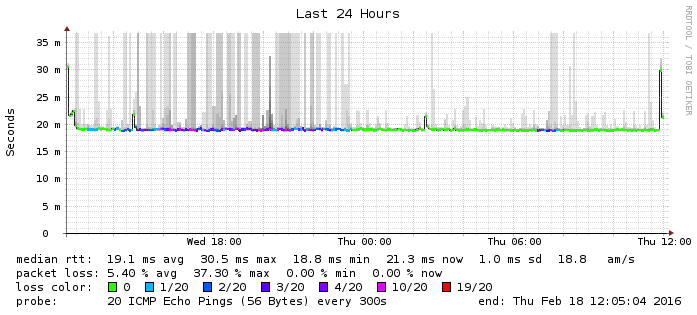 Last 24 Hours
RRDTOOL / TOBI OETIKER
Seconds
35 m
30 m
25 m
20 m
15 m
10 m
5 m
0
Wed 18:00 Thu 00:00 Thu 06:00 Thu 12:00
median rtt: 19.1 ms avg 30.5 ms max 18.8 ms min 21.3 ms now 1.0 ms sd 18.8 am/s
packet loss: 5.40 % avg 37.30 % max 0.00 % min 0.00 % now
loss color: 0 1/20 2/20 3/20 4/20 10/20 19/20
probe: 20 ICMP Echo Pings (56 Bytes) every 300s end: Thu Feb 18 12:05:04 2016